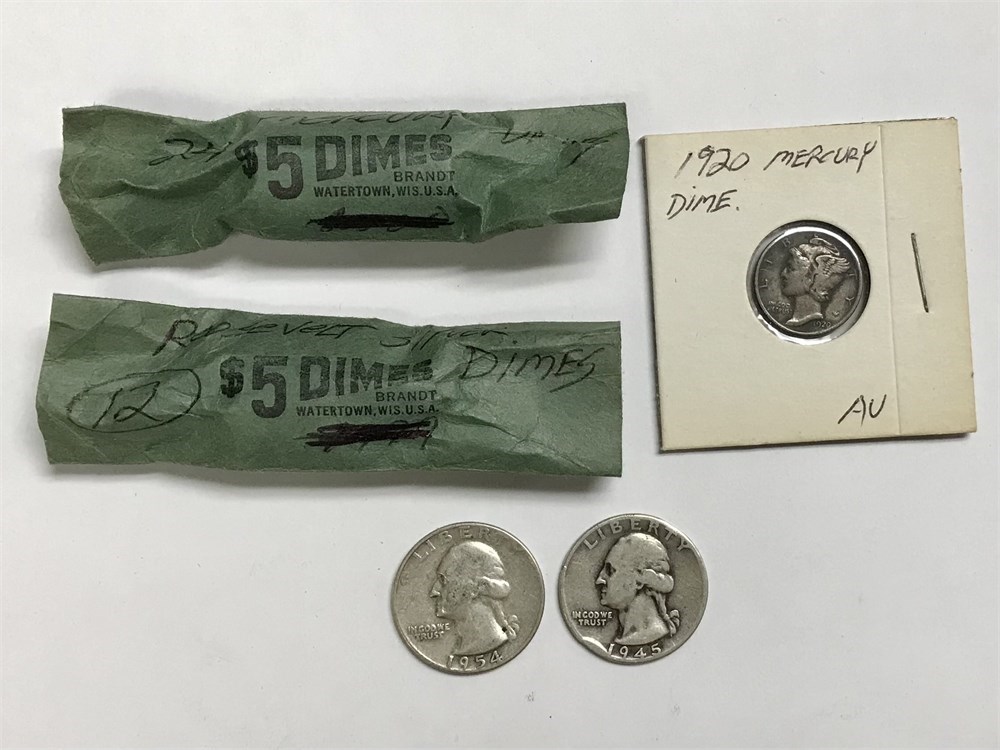 MERCURY
$5 DIMES
BRANDT
WATERTOWN, WIS. U.S.A.
1920 MERCURY
DIME.
AU
Roosevelt Silver
DIMES
12
$5 DIMES
BRANDT
WATERTOWN, WIS. U.S.A.
LIBERTY
IN GOD WE
TRUST
1954
LIBERTY
IN GOD WE
TRUST
1945